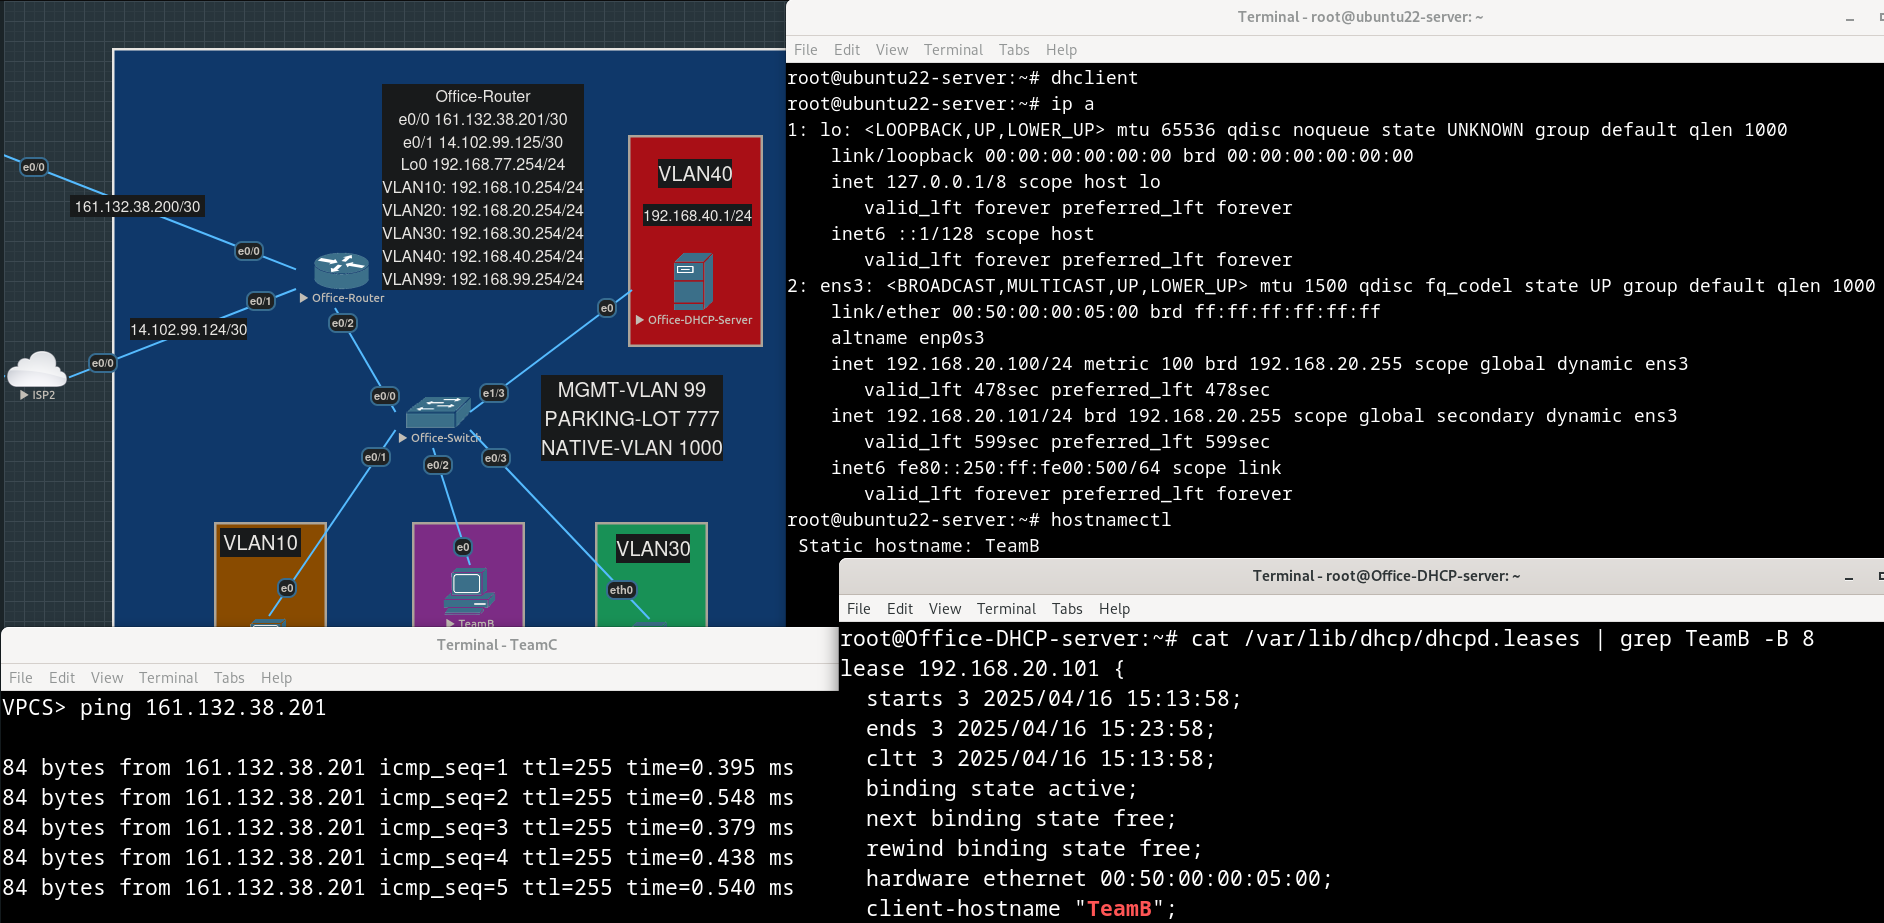 Office-Router
e0/0 161.132.38.201/30
e0/1 14.102.99.125/30
Lo0 192.168.77.254/24
VLAN10: 192.168.10.254/24
VLAN20: 192.168.20.254/24
VLAN30: 192.168.30.254/24
VLAN40: 192.168.40.254/24
VLAN99: 192.168.99.254/24
e0/0
161.132.38.200/30
e0/0
Office-Router
e0/1
14.102.99.124/30
e0/2
e0/0
ISP2
VLAN40
192.168.40.1/24
Office-DHCP-Server
e0
e0/0
e1/3
Office-Switch
MGMT-VLAN 99
PARKING-LOT 777
NATIVE-VLAN 1000
e0/1
e0/2
e0/3
VLAN10
e0
e0
TeamB
VLAN30
eth0
Terminal - root@ubuntu22-server: ~
File Edit View Terminal Tabs Help
root@ubuntu22-server:~# dhclient
root@ubuntu22-server:~# ip a
1: lo: <LOOPBACK,UP,LOWER_UP> mtu 65536 qdisc noqueue state UNKNOWN group default qlen 1000
link/loopback 00:00:00:00:00:00 brd 00:00:00:00:00:00
inet 127.0.0.1/8 scope host lo
valid_lft forever preferred_lft forever
inet6 ::1/128 scope host
valid_lft forever preferred_lft forever
2: ens3: <BROADCAST,MULTICAST,UP,LOWER_UP> mtu 1500 qdisc fq_codel state UP group default qlen 1000
link/ether 00:50:00:00:05:00 brd ff:ff:ff:ff:ff:ff
altname enp0s3
inet 192.168.20.100/24 metric 100 brd 192.168.20.255 scope global dynamic ens3
valid_lft 478sec preferred_lft 478sec
inet 192.168.20.101/24 brd 192.168.20.255 scope global secondary dynamic ens3
valid_lft 599sec preferred_lft 599sec
inet6 fe80::250:ff:fe00:500/64 scope link
valid_lft forever preferred_lft forever
root@ubuntu22-server:~# hostnamectl
Static hostname: TeamB
Terminal - TeamC
File Edit View Terminal Tabs Help
VPCS> ping 161.132.38.201
84 bytes from 161.132.38.201 icmp_seq=1 ttl=255 time=0.395 ms
84 bytes from 161.132.38.201 icmp_seq=2 ttl=255 time=0.548 ms
84 bytes from 161.132.38.201 icmp_seq=3 ttl=255 time=0.379 ms
84 bytes from 161.132.38.201 icmp_seq=4 ttl=255 time=0.438 ms
84 bytes from 161.132.38.201 icmp_seq=5 ttl=255 time=0.540 ms
Terminal - root@Office-DHCP-server: ~
File Edit View Terminal Tabs Help
root@Office-DHCP-server:~# cat /var/lib/dhcp/dhcpd.leases | grep TeamB -B 8
lease 192.168.20.101 {
starts 3 2025/04/16 15:13:58;
ends 3 2025/04/16 15:23:58;
cltt 3 2025/04/16 15:13:58;
binding state active;
next binding state free;
rewind binding state free;
hardware ethernet 00:50:00:00:05:00;
client-hostname "TeamB";